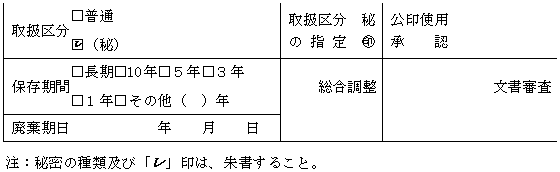 取扱区分 □普通
☑（秘）
取扱区分 秘
の指定 ㊞
公印使用
承認
保存期間 □長期□10年□５年□３年
□１年□その他（ ）年
総合調整
文書審査
廃棄期日 年 月 日
注：秘密の種類及び「レ」印は、朱書すること。